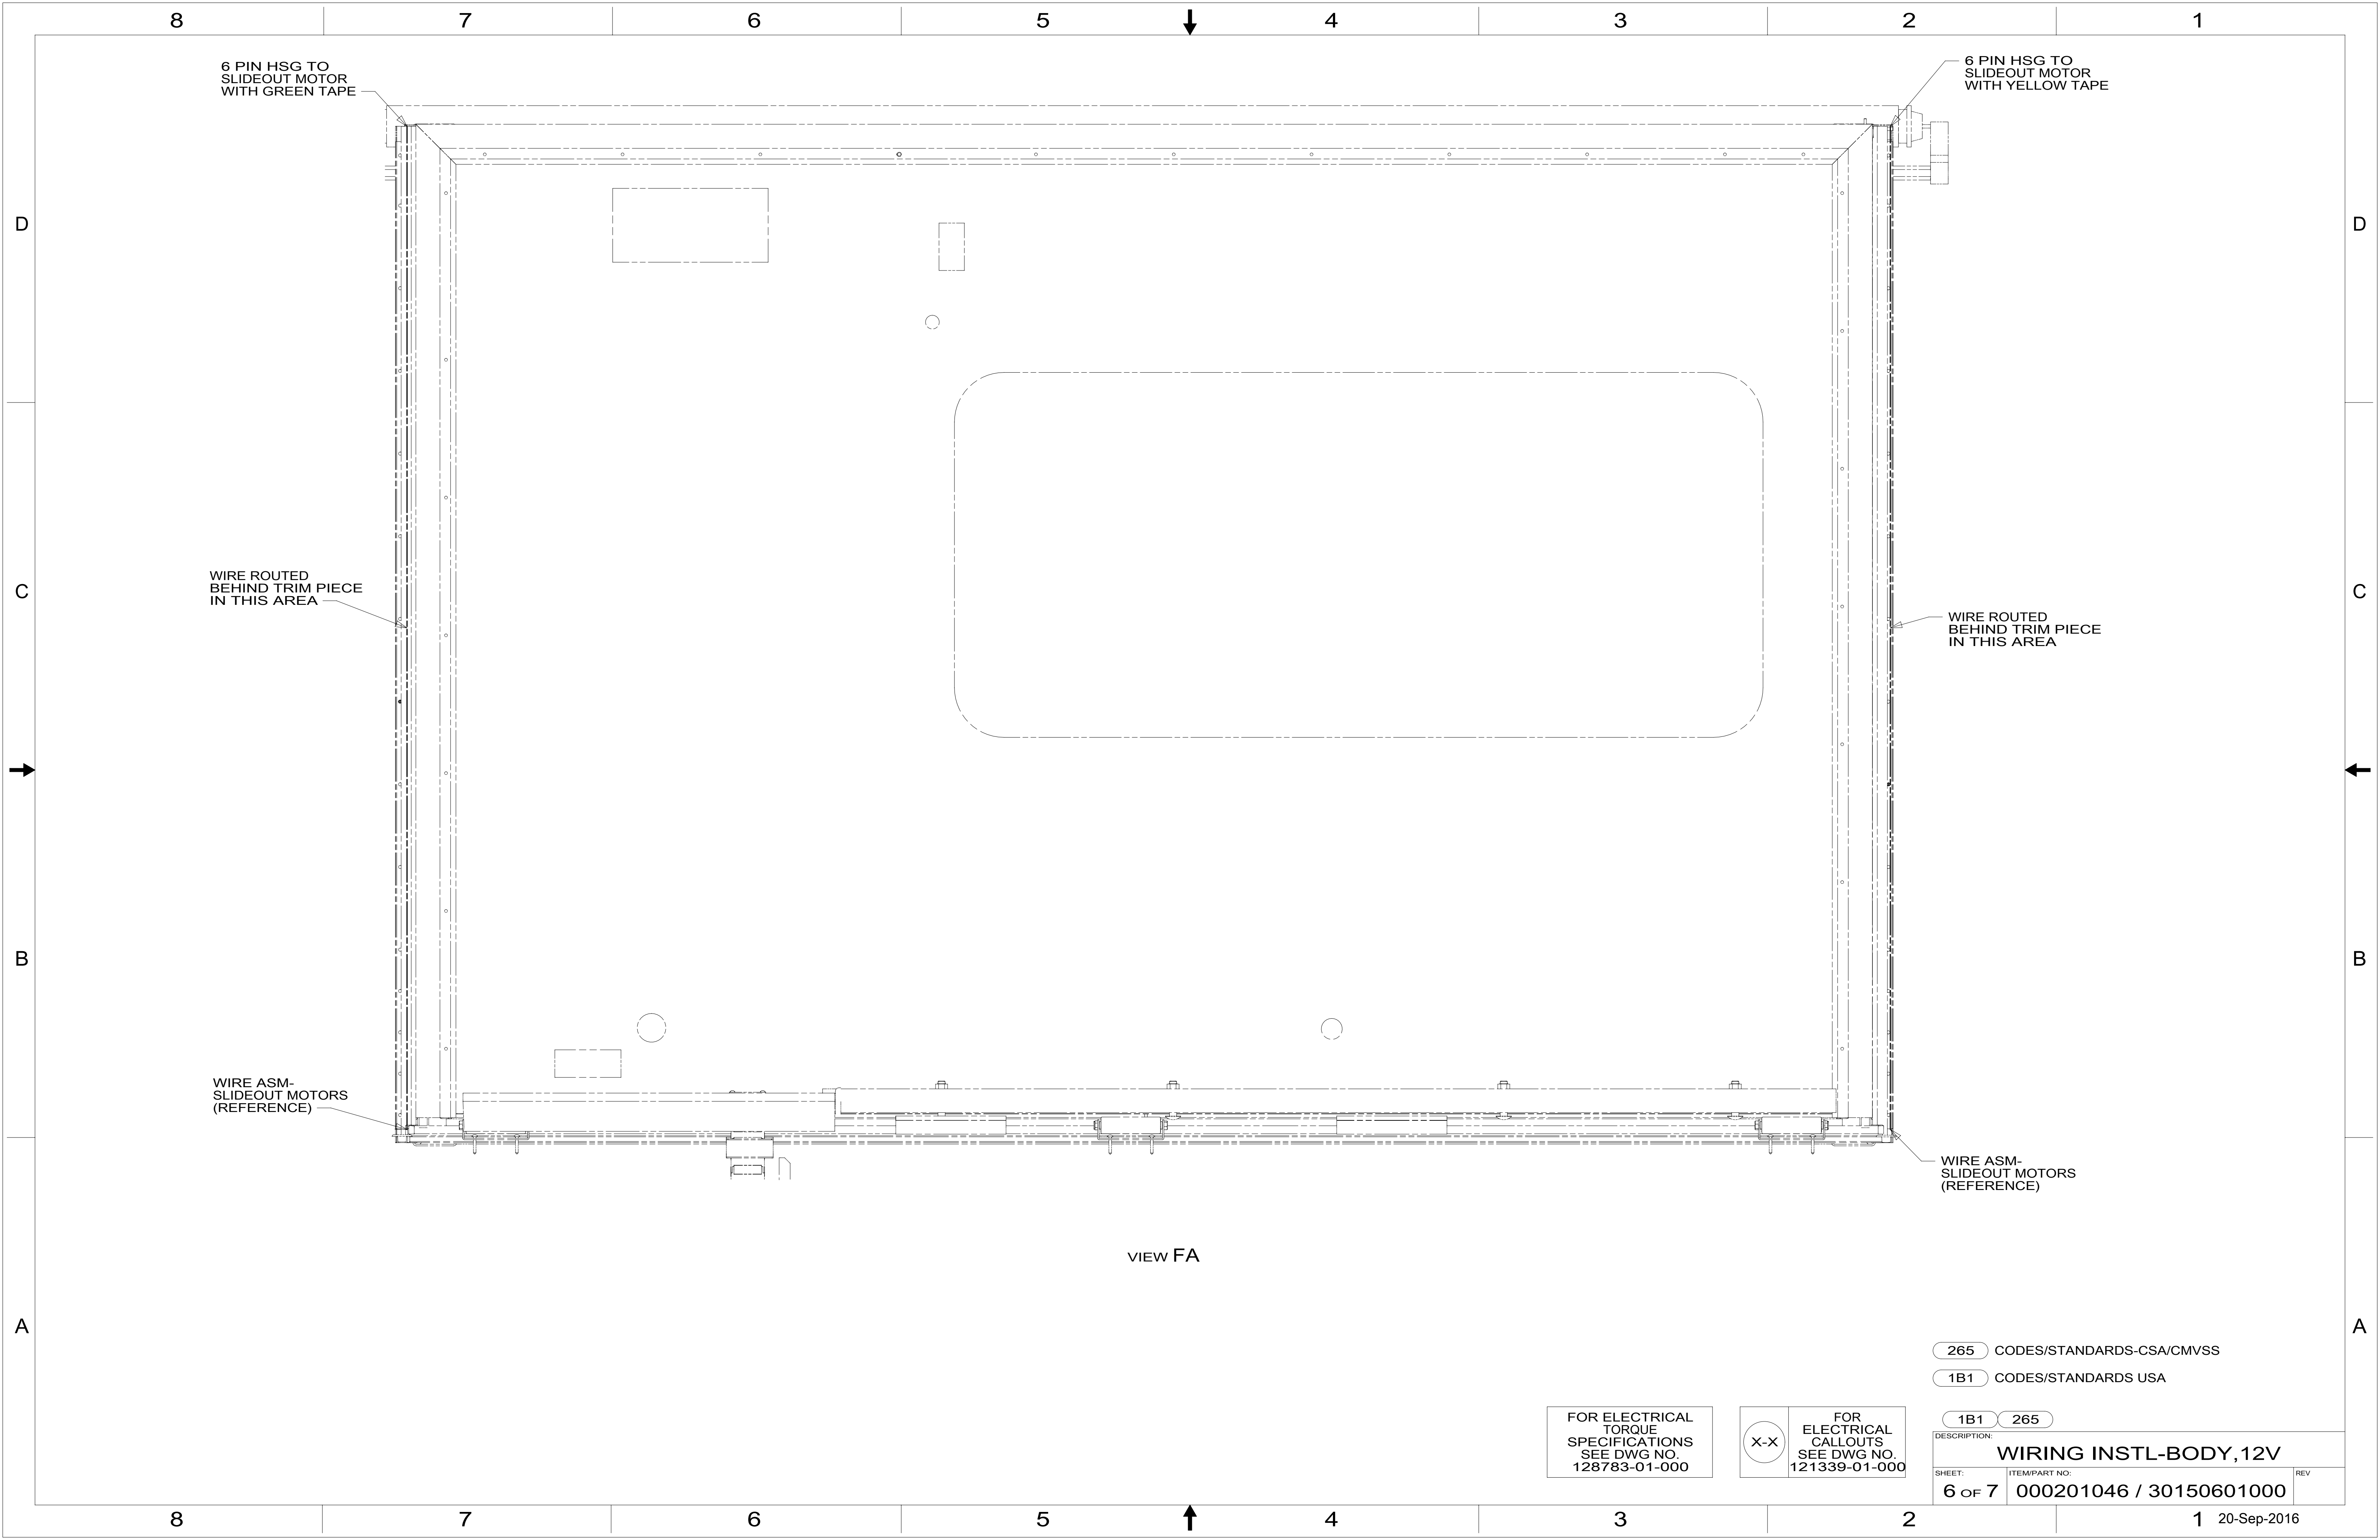 8 7 6 5 4 3 2 1
6 PIN HSG TO
SLIDEOUT MOTOR
WITH GREEN TAPE
6 PIN HSG TO
SLIDEOUT MOTOR
WITH YELLOW TAPE
D D
WIRE ROUTED
BEHIND TRIM PIECE
IN THIS AREA
C C
WIRE ROUTED
BEHIND TRIM PIECE
IN THIS AREA
B B
WIRE ASM-
SLIDEOUT MOTORS
(REFERENCE)
WIRE ASM-
SLIDEOUT MOTORS
(REFERENCE)
VIEW FA
A A
265 CODES/STANDARDS-CSA/CMVSS
1B1 CODES/STANDARDS USA
FOR ELECTRICAL
TORQUE
SPECIFICATIONS
SEE DWG NO.
128783-01-000
X-X
FOR
ELECTRICAL
CALLOUTS
SEE DWG NO.
121339-01-000
1B1 265
DESCRIPTION:
WIRING INSTL-BODY,12V
SHEET:
6 OF 7
ITEM/PART NO:
000201046 / 30150601000
REV
8 7 6 5 4 3 2 1
20-Sep-2016